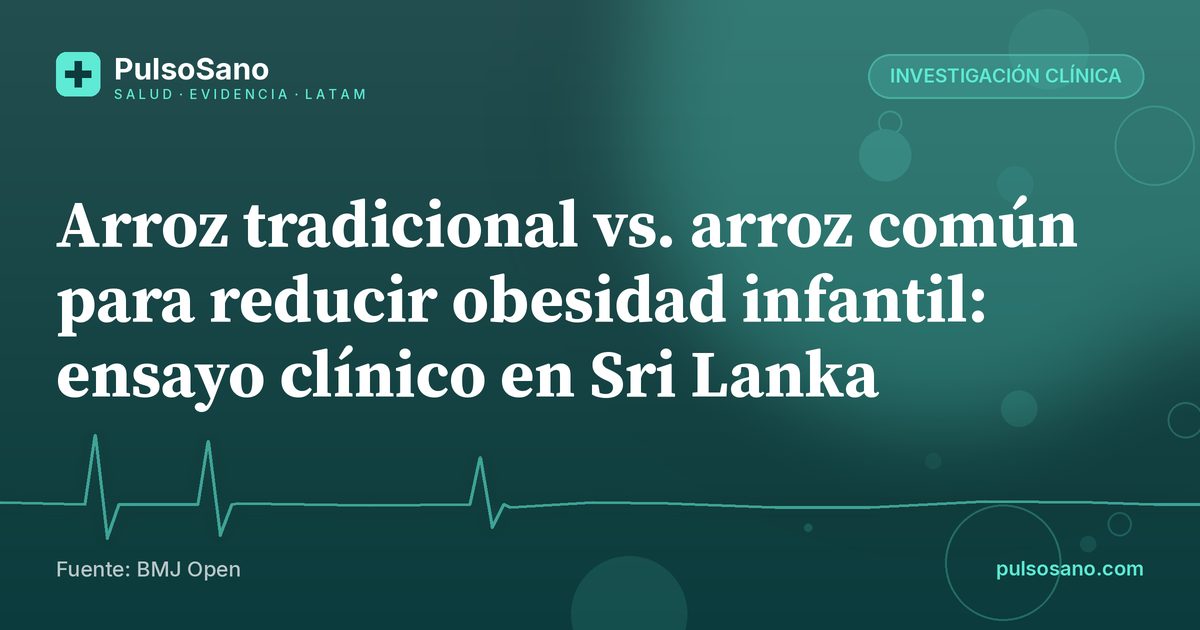 PulsoSano
SALUD · EVIDENCIA · LATAM
INVESTIGACIÓN CLÍNICA
Arroz tradicional vs. arroz común
para reducir obesidad infantil:
ensayo clínico en Sri Lanka
Fuente: BMJ Open
pulsosano.com